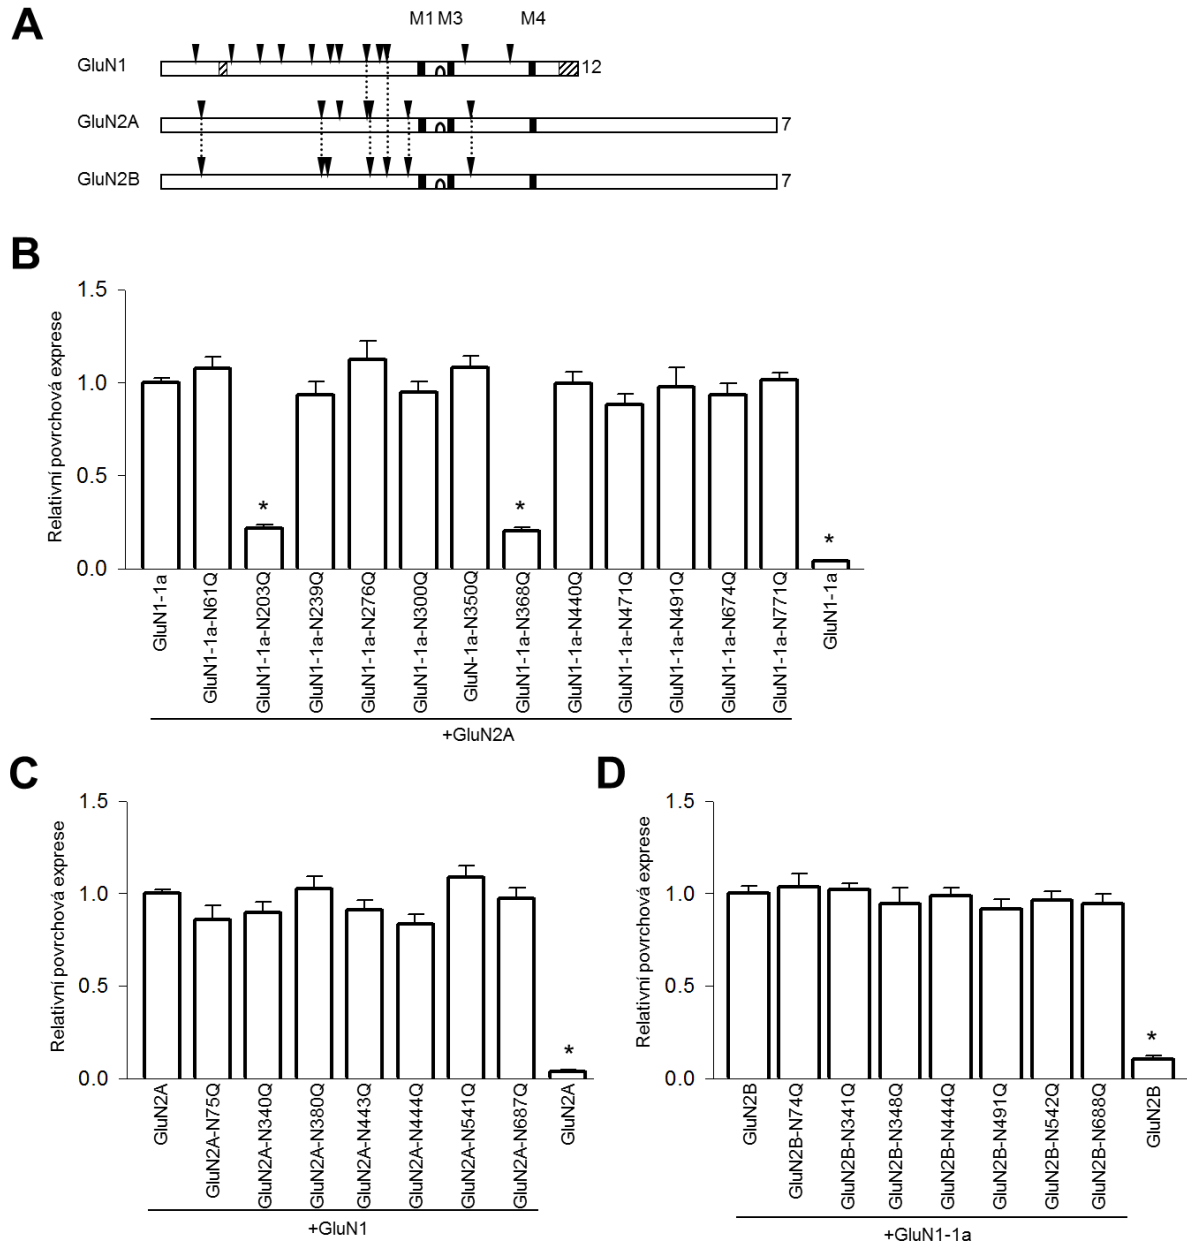 A
M1 M3 M4
GluN1 12
GluN2A 7
GluN2B 7
B
Relativní povrchová exprese
1.5
1.0
0.5
0.0
* * *
GluN1-1a
GluN1-1a-N61Q
GluN1-1a-N203Q
GluN1-1a-N239Q
GluN1-1a-N276Q
GluN1-1a-N300Q
GluN-1a-N350Q
GluN1-1a-N368Q
GluN1-1a-N440Q
GluN1-1a-N471Q
GluN1-1a-N491Q
GluN1-1a-N674Q
GluN1-1a-N771Q
GluN1-1a
+GluN2A
C
Relativní povrchová exprese
1.5
1.0
0.5
0.0
*
GluN2A
GluN2A-N75Q
GluN2A-N340Q
GluN2A-N380Q
GluN2A-N443Q
GluN2A-N444Q
GluN2A-N541Q
GluN2A-N687Q
GluN2A
+GluN1
D
Relativní povrchová exprese
1.5
1.0
0.5
0.0
*
GluN2B
GluN2B-N74Q
GluN2B-N341Q
GluN2B-N348Q
GluN2B-N444Q
GluN2B-N491Q
GluN2B-N542Q
GluN2B-N688Q
GluN2B
+GluN1-1a